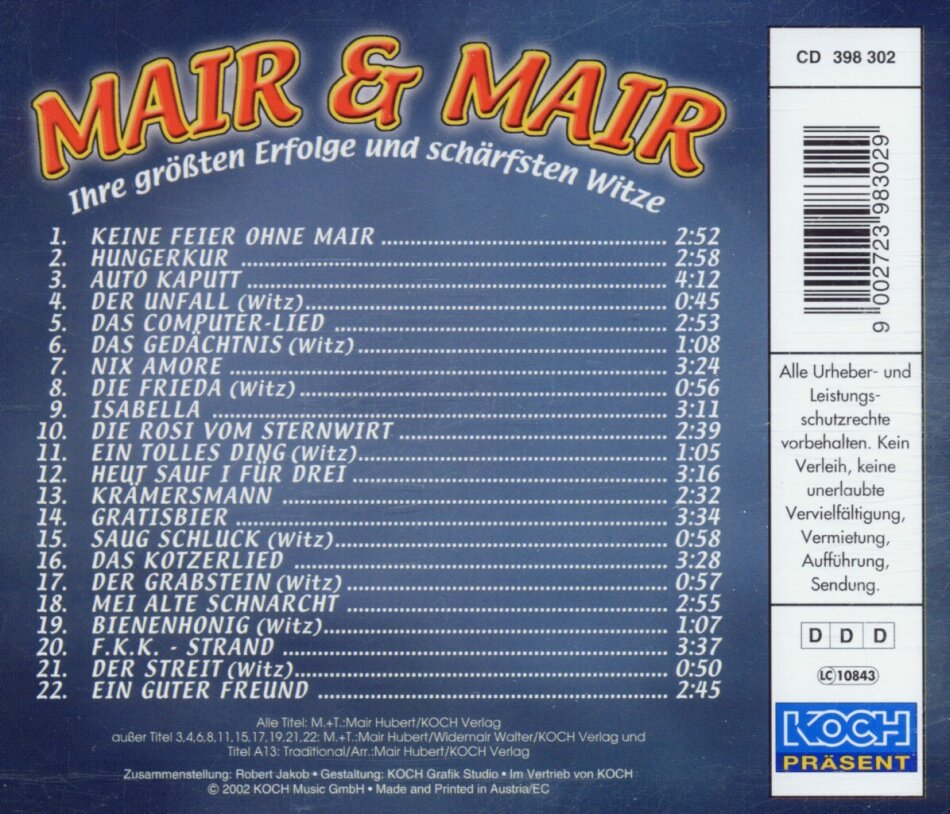 MAIR & MAIR
Ihre größten Erfolge und schärfsten Witze
1. KEINE FEIER OHNE MAIR 2:52
2. HUNGERKUR 2:58
3. AUTO KAPUTT 4:12
4. DER UNFALL (Witz) 0:45
5. DAS COMPUTER-LIED 2:53
6. DAS GEDÄCHTNIS (Witz) 1:08
7. NIX AMORE 3:24
8. DIE FRIEDA (Witz) 0:56
9. ISABELLA 3:11
10. DIE ROSI VOM STERNWIRT 2:39
11. EIN TOLLES DING (Witz) 1:05
12. HEUT SAUF I FÜR DREI 3:16
13. KRÄMERSMANN 2:32
14. GRATISBIER 3:34
15. SAUG SCHLUCK (Witz) 0:58
16. DAS KOTZERLIED 3:28
17. DER GRABSTEIN (Witz) 0:57
18. MEI ALTE SCHNARCHT 2:55
19. BIENENHONIG (Witz) 1:07
20. F.K.K. - STRAND 3:37
21. DER STREIT (Witz) 0:50
22. EIN GUTER FREUND 2:45
Alle Titel: M.+T.:Mair Hubert/KOCH Verlag
außer Titel 3,4,6,8,11,15,17,19,21,22: M.+T.:Mair Hubert/Widemair Walter/KOCH Verlag und
Titel A13: Traditional/Arr.:Mair Hubert/KOCH Verlag
Zusammenstellung: Robert Jakob • Gestaltung: KOCH Grafik Studio • Im Vertrieb von KOCH
© 2002 KOCH Music GmbH • Made and Printed in Austria/EC
CD 398 302
9 002723 983029
Alle Urheber- und
Leistungs-
schutzrechte
vorbehalten. Kein
Verleih, keine
unerlaubte
Vervielfältigung,
Vermietung,
Aufführung,
Sendung.
D D D
LC 10843
KOCH
PRÄSENT